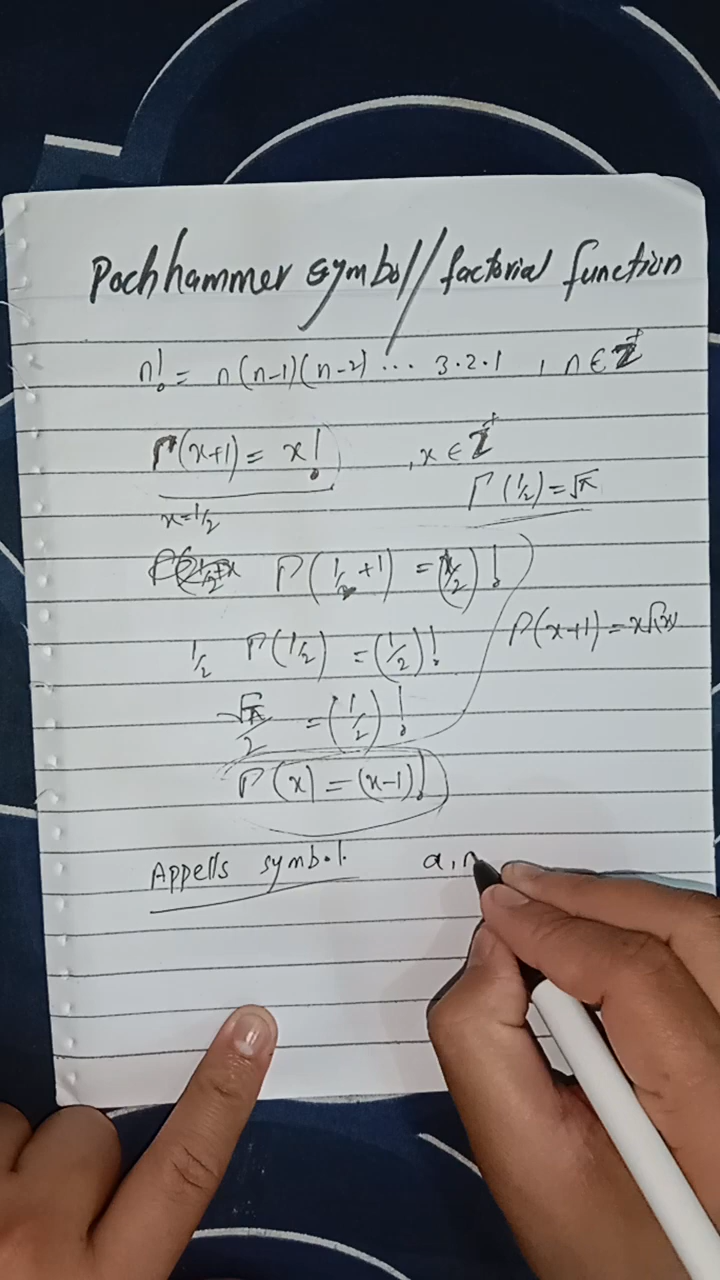 Pochhammer symbol/factorial function
n! = n(n-1)(n-2) ... 3.2.1 , n ∈ Z⁺
Γ(x+1) = x! , x ∈ Z⁺
Γ(1/2) = √π
x = 1/2
Γ(1/2 + 1) = (1/2)!
Γ(x+1) = xΓ(x)
1/2 Γ(1/2) = (1/2)!
√π/2 = (1/2)!
Γ(x) = (x-1)!
Appells symbol a, n